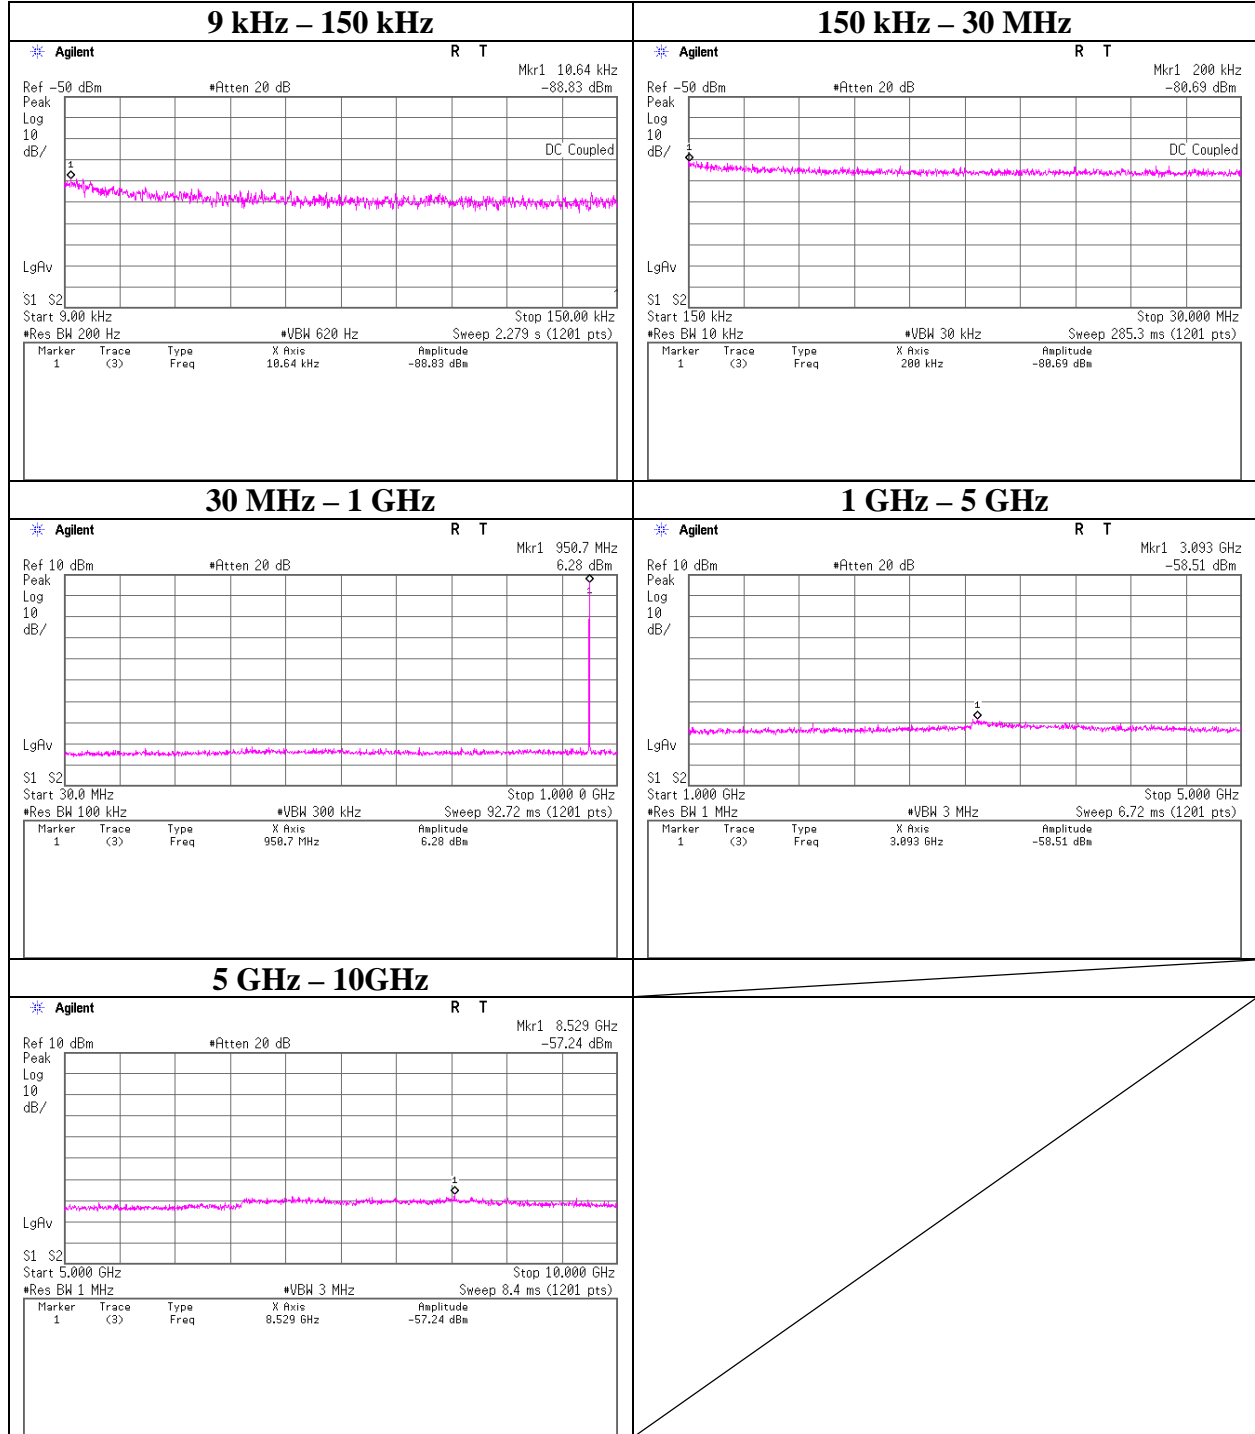 9 kHz – 150 kHz
Agilent R T
Mkr1 10.64 kHz
Ref -50 dBm #Atten 20 dB -88.83 dBm
Peak
Log
10
dB/ DC Coupled
1
LgAv
S1 S2
Start 9.00 kHz Stop 150.00 kHz
#Res BW 200 Hz #VBW 620 Hz Sweep 2.279 s (1201 pts)
Marker Trace Type X Axis Amplitude
1 (3) Freq 10.64 kHz -88.83 dBm
150 kHz – 30 MHz
Agilent R T
Mkr1 200 kHz
Ref -50 dBm #Atten 20 dB -80.69 dBm
Peak
Log
10
dB/ DC Coupled
1
LgAv
S1 S2
Start 150 kHz Stop 30.000 MHz
#Res BW 10 kHz #VBW 30 kHz Sweep 285.3 ms (1201 pts)
Marker Trace Type X Axis Amplitude
1 (3) Freq 200 kHz -80.69 dBm
30 MHz – 1 GHz
Agilent R T
Mkr1 950.7 MHz
Ref 10 dBm #Atten 20 dB 6.28 dBm
Peak
Log
10
dB/
1
LgAv
S1 S2
Start 30.0 MHz Stop 1.000 0 GHz
#Res BW 100 kHz #VBW 300 kHz Sweep 92.72 ms (1201 pts)
Marker Trace Type X Axis Amplitude
1 (3) Freq 950.7 MHz 6.28 dBm
1 GHz – 5 GHz
Agilent R T
Mkr1 3.093 GHz
Ref 10 dBm #Atten 20 dB -58.51 dBm
Peak
Log
10
dB/
1
LgAv
S1 S2
Start 1.000 GHz Stop 5.000 GHz
#Res BW 1 MHz #VBW 3 MHz Sweep 6.72 ms (1201 pts)
Marker Trace Type X Axis Amplitude
1 (3) Freq 3.093 GHz -58.51 dBm
5 GHz – 10GHz
Agilent R T
Mkr1 8.529 GHz
Ref 10 dBm #Atten 20 dB -57.24 dBm
Peak
Log
10
dB/
1
LgAv
S1 S2
Start 5.000 GHz Stop 10.000 GHz
#Res BW 1 MHz #VBW 3 MHz Sweep 8.4 ms (1201 pts)
Marker Trace Type X Axis Amplitude
1 (3) Freq 8.529 GHz -57.24 dBm